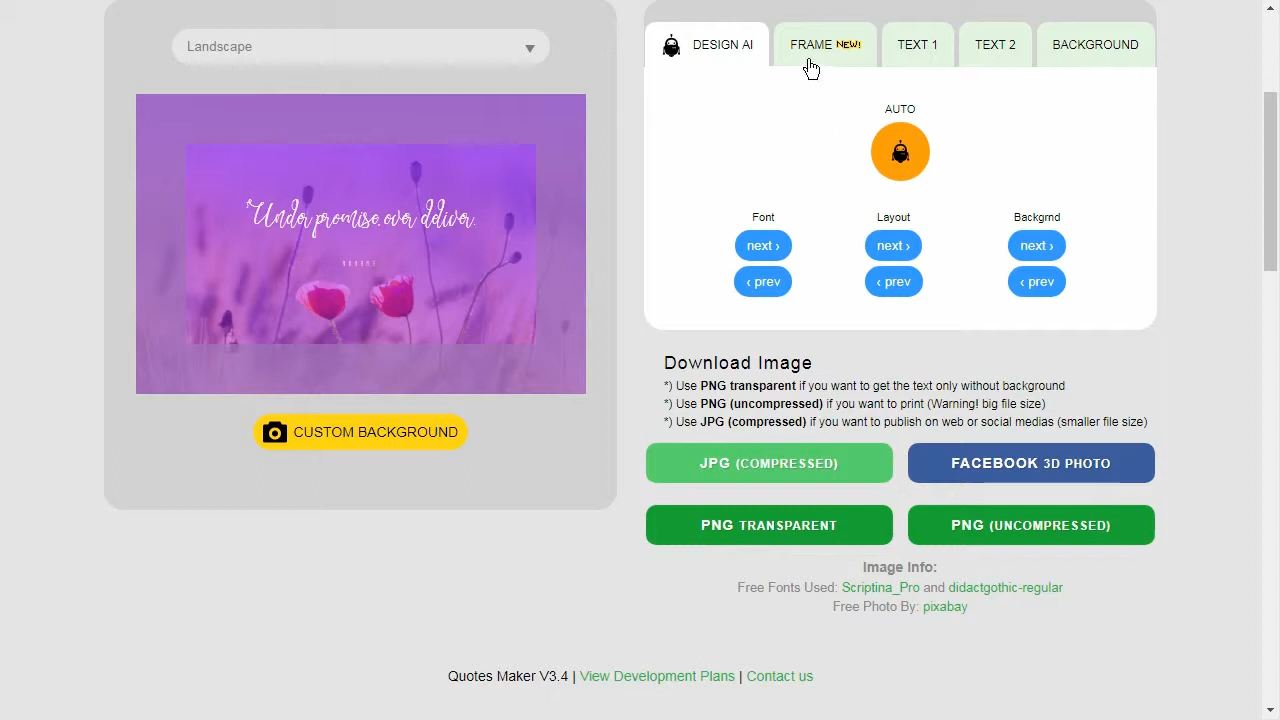 Landscape
DESIGN AI
FRAME NEW!
TEXT 1
TEXT 2
BACKGROUND
"Under promise, over deliver.
AUTO
Font
Layout
Backgrnd
next ›
next ›
next ›
‹ prev
‹ prev
‹ prev
CUSTOM BACKGROUND
Download Image
*) Use PNG transparent if you want to get the text only without background
*) Use PNG (uncompressed) if you want to print (Warning! big file size)
*) Use JPG (compressed) if you want to publish on web or social medias (smaller file size)
JPG (COMPRESSED)
FACEBOOK 3D PHOTO
PNG TRANSPARENT
PNG (UNCOMPRESSED)
Image Info:
Free Fonts Used: Scriptina_Pro and didactgothic-regular
Free Photo By: pixabay
Quotes Maker V3.4 | View Development Plans | Contact us